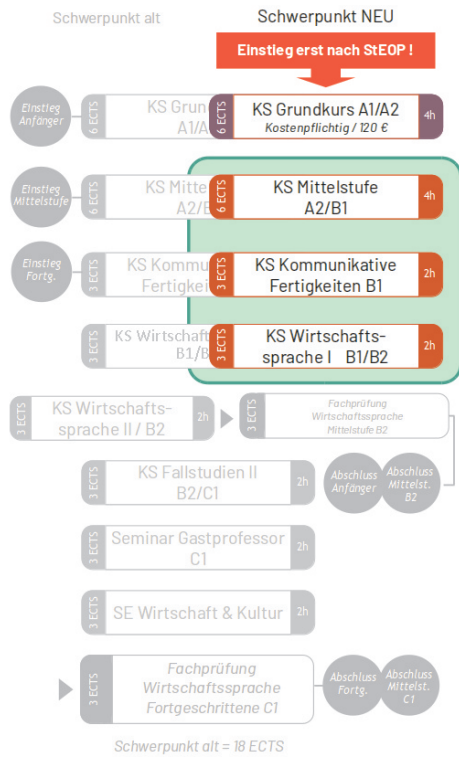 Schwerpunkt alt
Schwerpunkt NEU
Einstieg erst nach StEOP !
Einstieg
Anfänger
6 ECTS
KS Grun
A1/A
6 ECTS
KS Grundkurs A1/A2
Kostenpflichtig / 120 €
4h
Einstieg
Mittelstufe
6 ECTS
KS Mitte
A2/B
6 ECTS
KS Mittelstufe
A2/B1
4h
Einstieg
Fortg.
3 ECTS
KS Kommu
Fertigkei
3 ECTS
KS Kommunikative
Fertigkeiten B1
2h
3 ECTS
KS Wirtschaft
B1/B
3 ECTS
KS Wirtschafts-
sprache I B1/B2
2h
3 ECTS
KS Wirtschafts-
sprache II / B2
2h
3 ECTS
Fachprüfung
Wirtschaftssprache
Mittelstufe B2
3 ECTS
KS Fallstudien II
B2/C1
2h
Abschluss
Anfänger
Abschluss
Mittelst.
B2
3 ECTS
Seminar Gastprofessor
C1
2h
3 ECTS
SE Wirtschaft & Kultur
2h
3 ECTS
Fachprüfung
Wirtschaftssprache
Fortgeschrittene C1
Abschluss
Fortg.
Abschluss
Mittelst.
C1
Schwerpunkt alt = 18 ECTS